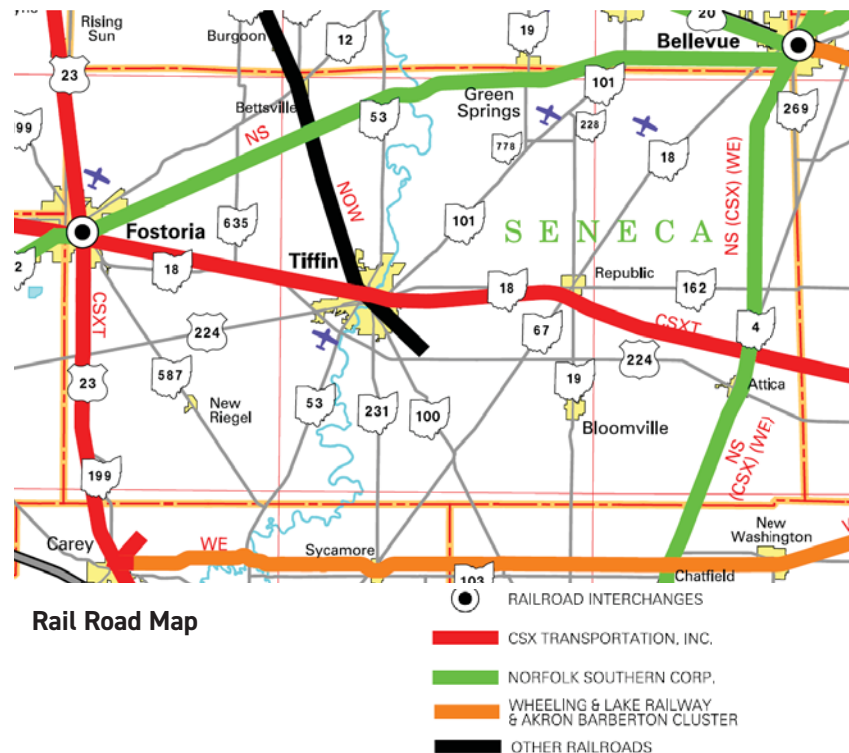 Rising
Sun
Burgoon
12
19
20
Bellevue
23
101
Bettsville
Green
Springs
269
199
53
228
NS
778
18
NS (CSX) (WE)
NOW
635
101
SENECA
Fostoria
2
Tiffin
18
Republic
162
18
CSXT
224
67
CSXT
4
224
23
587
19
Attica
New
Riegel
53
231
100
Bloomville
NS
(CSX) (WE)
199
Carey
WE
Sycamore
New
Washington
103
Chatfield
Rail Road Map
RAILROAD INTERCHANGES
CSX TRANSPORTATION, INC.
NORFOLK SOUTHERN CORP.
WHEELING & LAKE RAILWAY
& AKRON BARBERTON CLUSTER
OTHER RAILROADS